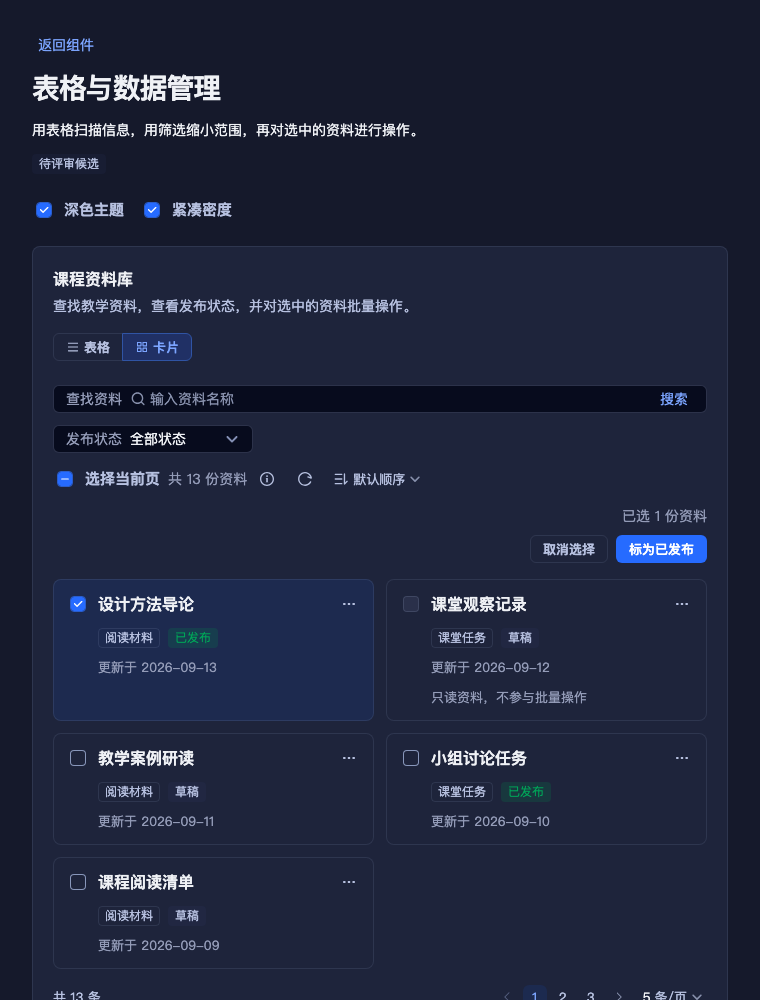 返回组件
表格与数据管理
用表格扫描信息，用筛选缩小范围，再对选中的资料进行操作。
待评审候选
深色主题 紧凑密度
课程资料库
查找教学资料，查看发布状态，并对选中的资料批量操作。
表格 卡片
查找资料 输入资料名称 搜索
发布状态 全部状态
选择当前页 共 13 份资料 默认顺序
已选 1 份资料
取消选择 标为已发布
设计方法导论
阅读材料 已发布
更新于 2026-09-13
课堂观察记录
课堂任务 草稿
更新于 2026-09-12
只读资料，不参与批量操作
教学案例研读
阅读材料 草稿
更新于 2026-09-11
小组讨论任务
课堂任务 已发布
更新于 2026-09-10
课程阅读清单
阅读材料 草稿
更新于 2026-09-09
共 13 条 1 2 3 5 条/页